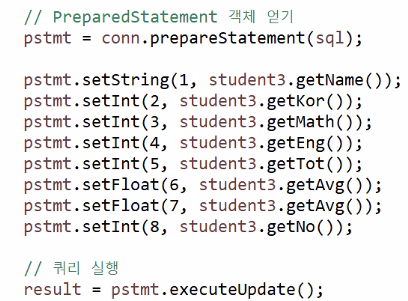 // PreparedStatement 객체 얻기
pstmt = conn.prepareStatement(sql);
pstmt.setString(1, student3.getName());
pstmt.setInt(2, student3.getKor());
pstmt.setInt(3, student3.getMath());
pstmt.setInt(4, student3.getEng());
pstmt.setInt(5, student3.getTot());
pstmt.setFloat(6, student3.getAvg());
pstmt.setFloat(7, student3.getAvg());
pstmt.setInt(8, student3.getNo());
// 쿼리 실행
result = pstmt.executeUpdate();